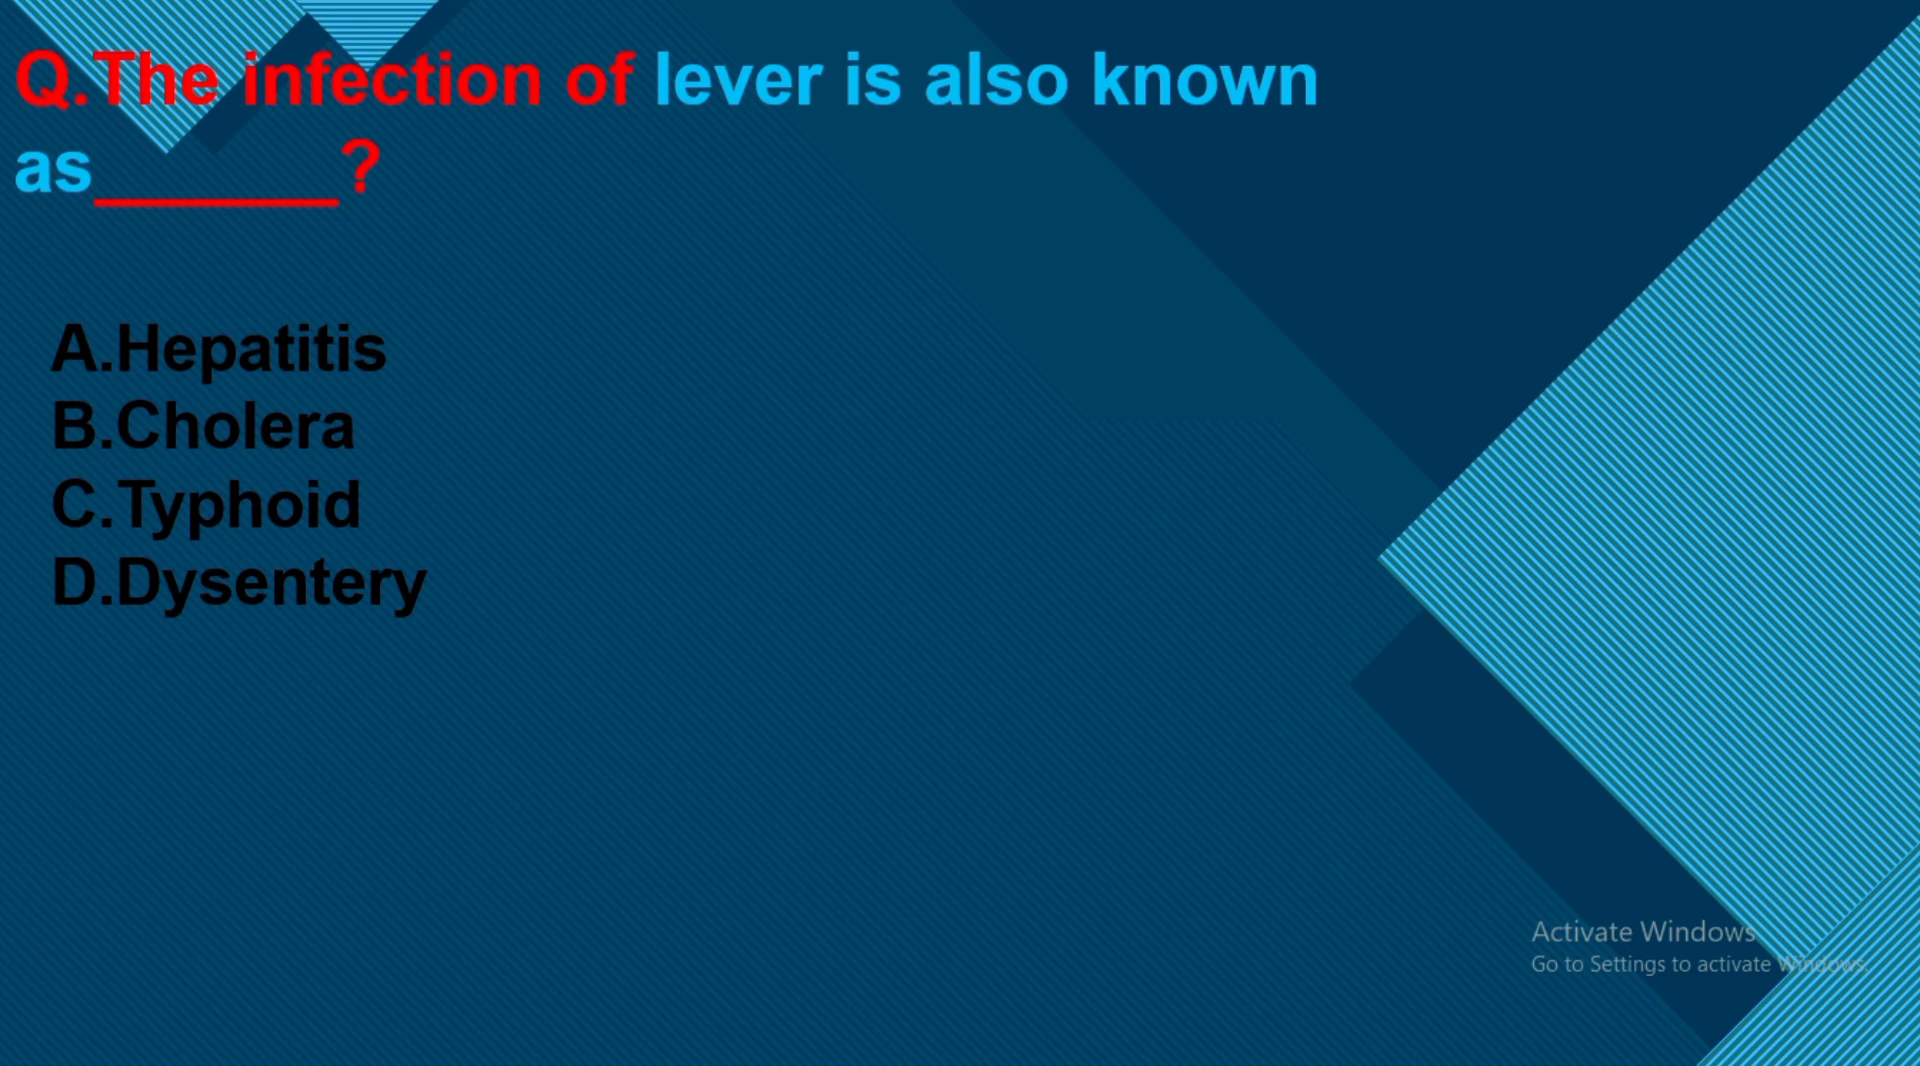 Q.The infection of lever is also known
as_______?
A.Hepatitis
B.Cholera
C.Typhoid
D.Dysentery
Activate Windows
Go to Settings to activate Windows.